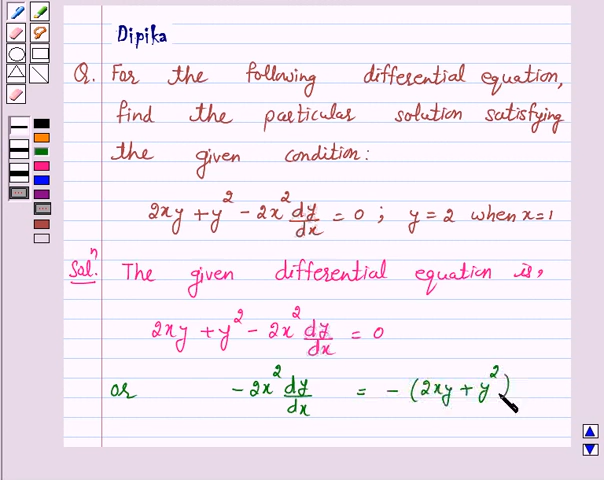 Dipika
Q. For the following differential equation,
find the particular solution satisfying
the given condition:
2xy + y² - 2x² dy/dx = 0 ; y = 2 when x = 1
Solⁿ. The given differential equation is,
2xy + y² - 2x² dy/dx = 0
or -2x² dy/dx = - (2xy + y²)